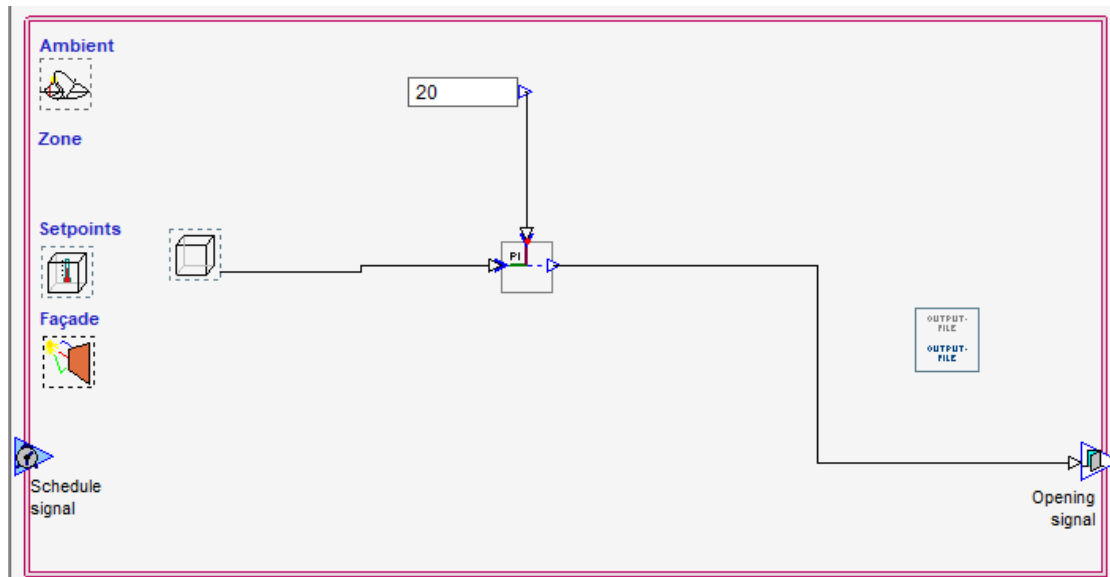 Ambient
20
Zone
Setpoints
PI
Façade
OUTPUT-
FILE
OUTPUT-
FILE
Schedule
signal
Opening
signal